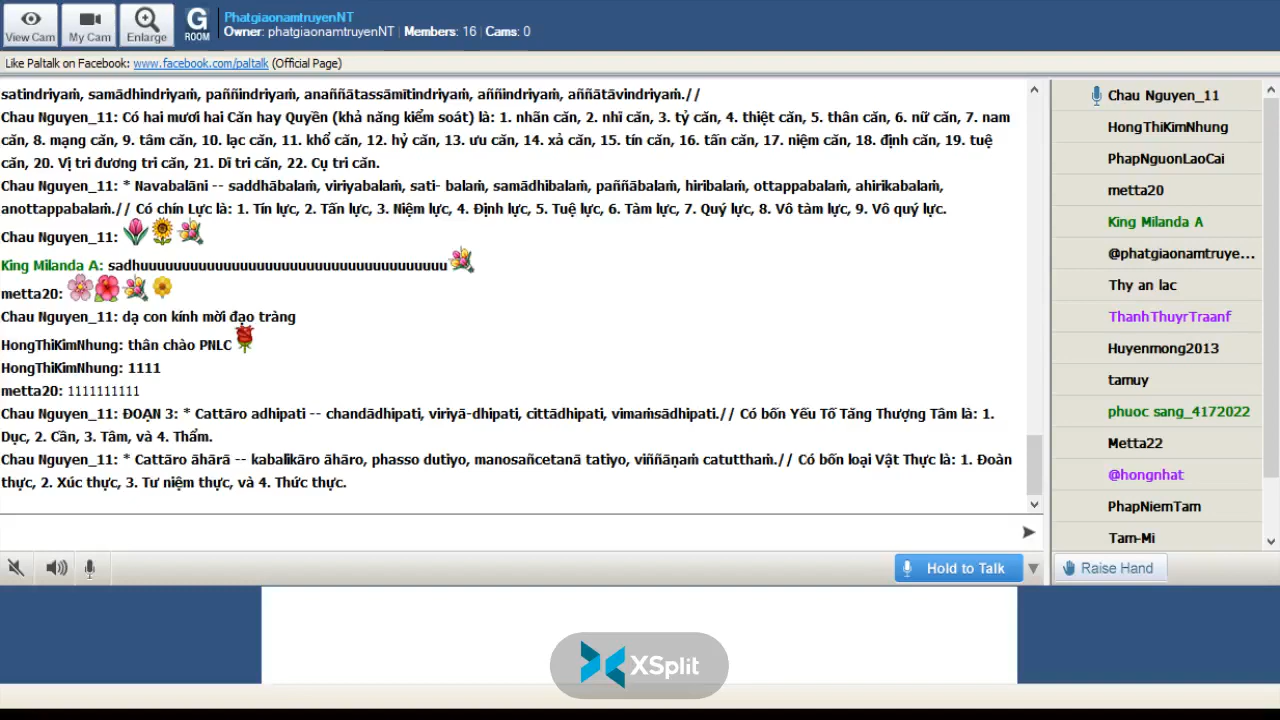 View Cam
My Cam
Enlarge
G
ROOM
PhatgiaonamtruyenNT
Owner: phatgiaonamtruyenNT Members: 16 Cams: 0
Like Paltalk on Facebook: www.facebook.com/paltalk (Official Page)
satindriyaṁ, samādhindriyaṁ, paññindriyaṁ, anaññātassāmītindriyaṁ, aññindriyaṁ, aññātāvindriyaṁ.//
Chau Nguyen_11: Có hai mươi hai Căn hay Quyền (khả năng kiểm soát) là: 1. nhãn căn, 2. nhĩ căn, 3. tỷ căn, 4. thiệt căn, 5. thân căn, 6. nữ căn, 7. nam
căn, 8. mạng căn, 9. tâm căn, 10. lạc căn, 11. khổ căn, 12. hỷ căn, 13. ưu căn, 14. xả căn, 15. tín căn, 16. tấn căn, 17. niệm căn, 18. định căn, 19. tuệ
căn, 20. Vị tri đương tri căn, 21. Dĩ tri căn, 22. Cụ tri căn.
Chau Nguyen_11: * Navabalāni -- saddhābalaṁ, viriyabalaṁ, sati- balaṁ, samādhibalaṁ, paññābalaṁ, hiribalaṁ, ottappabalaṁ, ahirikabalaṁ,
anottappabalaṁ.// Có chín Lực là: 1. Tín lực, 2. Tấn lực, 3. Niệm lực, 4. Định lực, 5. Tuệ lực, 6. Tàm lực, 7. Quý lực, 8. Vô tàm lực, 9. Vô quý lực.
Chau Nguyen_11:
King Milanda A: sadhuuuuuuuuuuuuuuuuuuuuuuuuuuuuuuuuuuuuu
metta20:
Chau Nguyen_11: dạ con kính mời đạo tràng
HongThiKimNhung: thân chào PNLC
HongThiKimNhung: 1111
metta20: 1111111111
Chau Nguyen_11: ĐOẠN 3: * Cattāro adhipati -- chandādhipati, viriyā-dhipati, cittādhipati, vimaṁsādhipati.// Có bốn Yếu Tố Tăng Thượng Tâm là: 1.
Dục, 2. Cần, 3. Tâm, và 4. Thẩm.
Chau Nguyen_11: * Cattāro āhārā -- kabalīkāro āhāro, phasso dutiyo, manosañcetanā tatiyo, viññāṇaṁ catutthaṁ.// Có bốn loại Vật Thực là: 1. Đoàn
thực, 2. Xúc thực, 3. Tư niệm thực, và 4. Thức thực.
Chau Nguyen_11
HongThiKimNhung
PhapNguonLaoCai
metta20
King Milanda A
@phatgiaonamtruye...
Thy an lac
ThanhThuyrTraanf
Huyenmong2013
tamuy
phuoc sang_4172022
Metta22
@hongnhat
PhapNiemTam
Tam-Mi
Hold to Talk
Raise Hand
XSplit